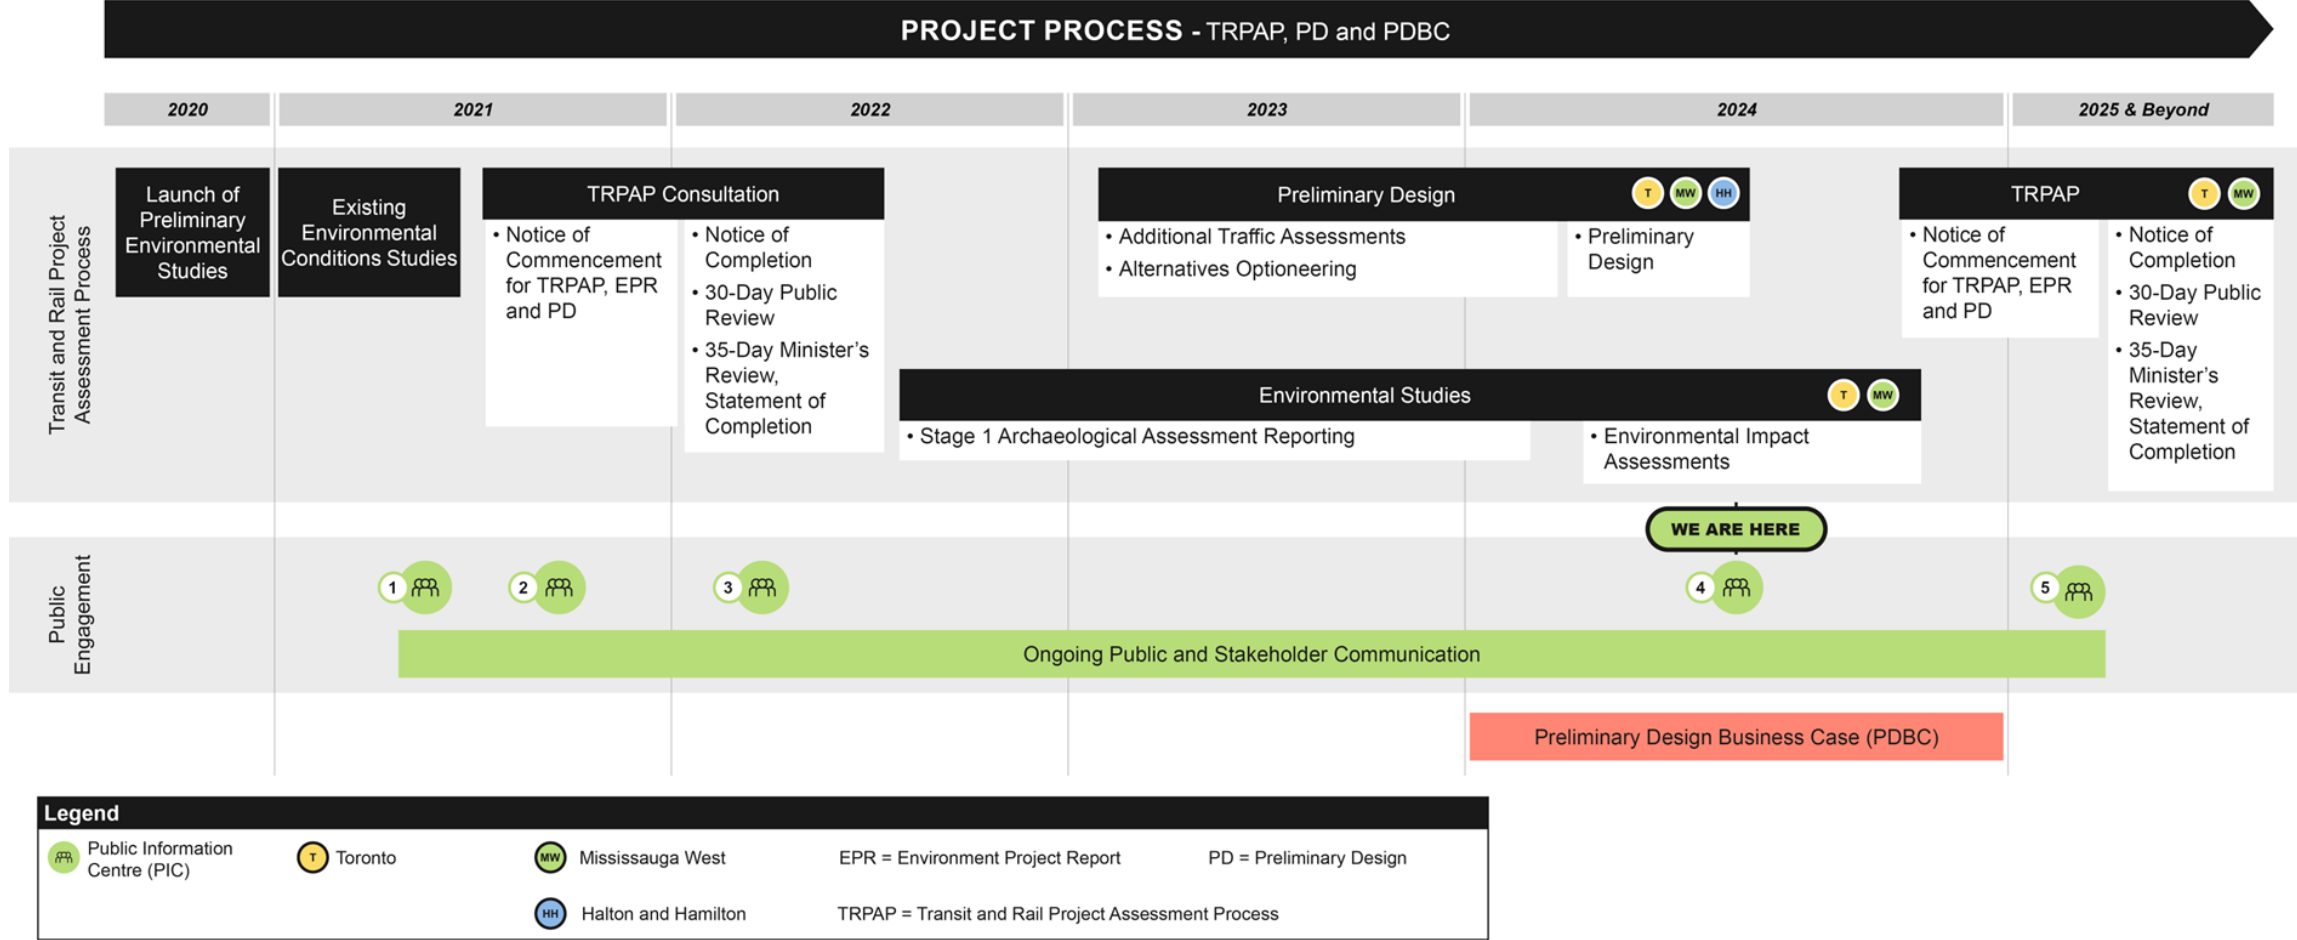 PROJECT PROCESS - TRPAP, PD and PDBC
2020
2021
2022
2023
2024
2025 & Beyond
Transit and Rail Project
Assessment Process
Launch of
Preliminary
Environmental
Studies
Existing
Environmental
Conditions Studies
TRPAP Consultation
• Notice of
Commencement
for TRPAP, EPR
and PD
• Notice of
Completion
• 30-Day Public
Review
• 35-Day Minister’s
Review,
Statement of
Completion
Preliminary Design
T
MW
HH
• Additional Traffic Assessments
• Alternatives Optioneering
• Preliminary
Design
TRPAP
T
MW
• Notice of
Commencement
for TRPAP, EPR
and PD
• Notice of
Completion
• 30-Day Public
Review
• 35-Day
Minister’s
Review,
Statement of
Completion
Environmental Studies
T
MW
• Stage 1 Archaeological Assessment Reporting
• Environmental Impact
Assessments
WE ARE HERE
Public
Engagement
1
2
3
4
5
Ongoing Public and Stakeholder Communication
Preliminary Design Business Case (PDBC)
Legend
Public Information
Centre (PIC)
T Toronto
MW Mississauga West
EPR = Environment Project Report
PD = Preliminary Design
HH Halton and Hamilton
TRPAP = Transit and Rail Project Assessment Process